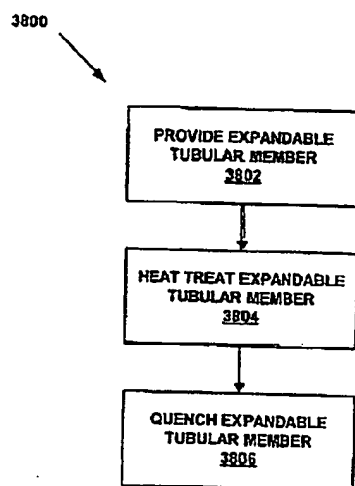 3800
PROVIDE EXPANDABLE
TUBULAR MEMBER
3802
HEAT TREAT EXPANDABLE
TUBULAR MEMBER
3804
QUENCH EXPANDABLE
TUBULAR MEMBER
3806